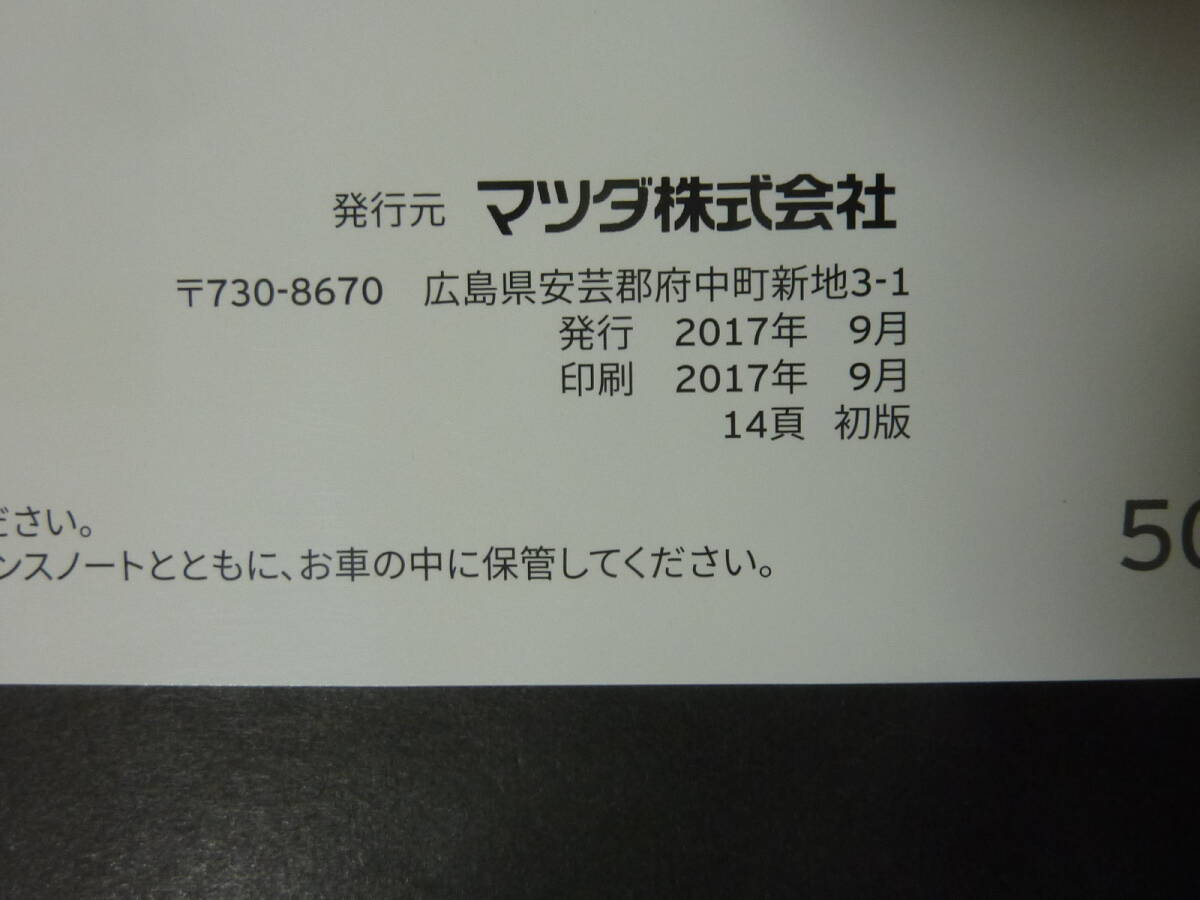 発行元 マツダ株式会社
〒730-8670 広島県安芸郡府中町新地3-1
発行 2017年 9月
印刷 2017年 9月
14頁 初版
ださい。
ンスノートとともに、お車の中に保管してください。
50